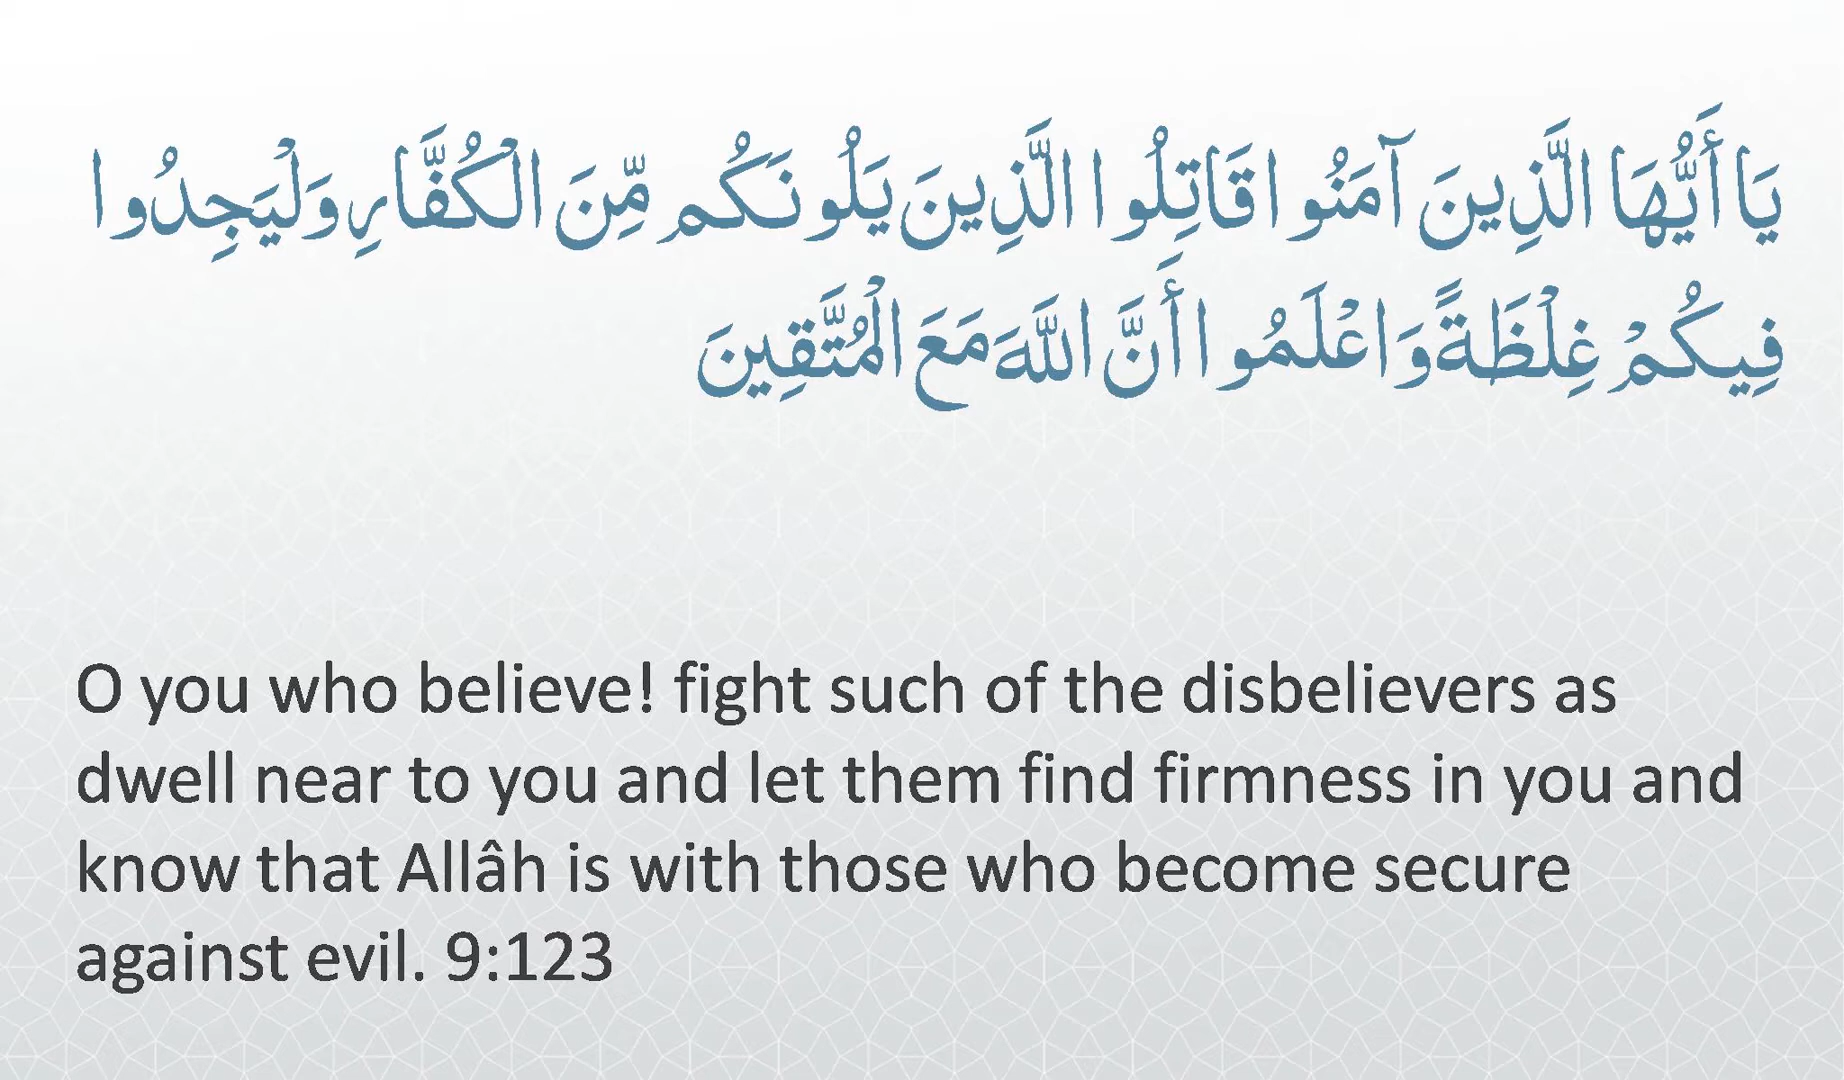 يَا أَيُّهَا الَّذِينَ آمَنُوا قَاتِلُوا الَّذِينَ يَلُونَكُم مِّنَ الْكُفَّارِ وَلْيَجِدُوا
فِيكُمْ غِلْظَةً وَاعْلَمُوا أَنَّ اللَّهَ مَعَ الْمُتَّقِينَ
O you who believe! fight such of the disbelievers as
dwell near to you and let them find firmness in you and
know that Allâh is with those who become secure
against evil. 9:123